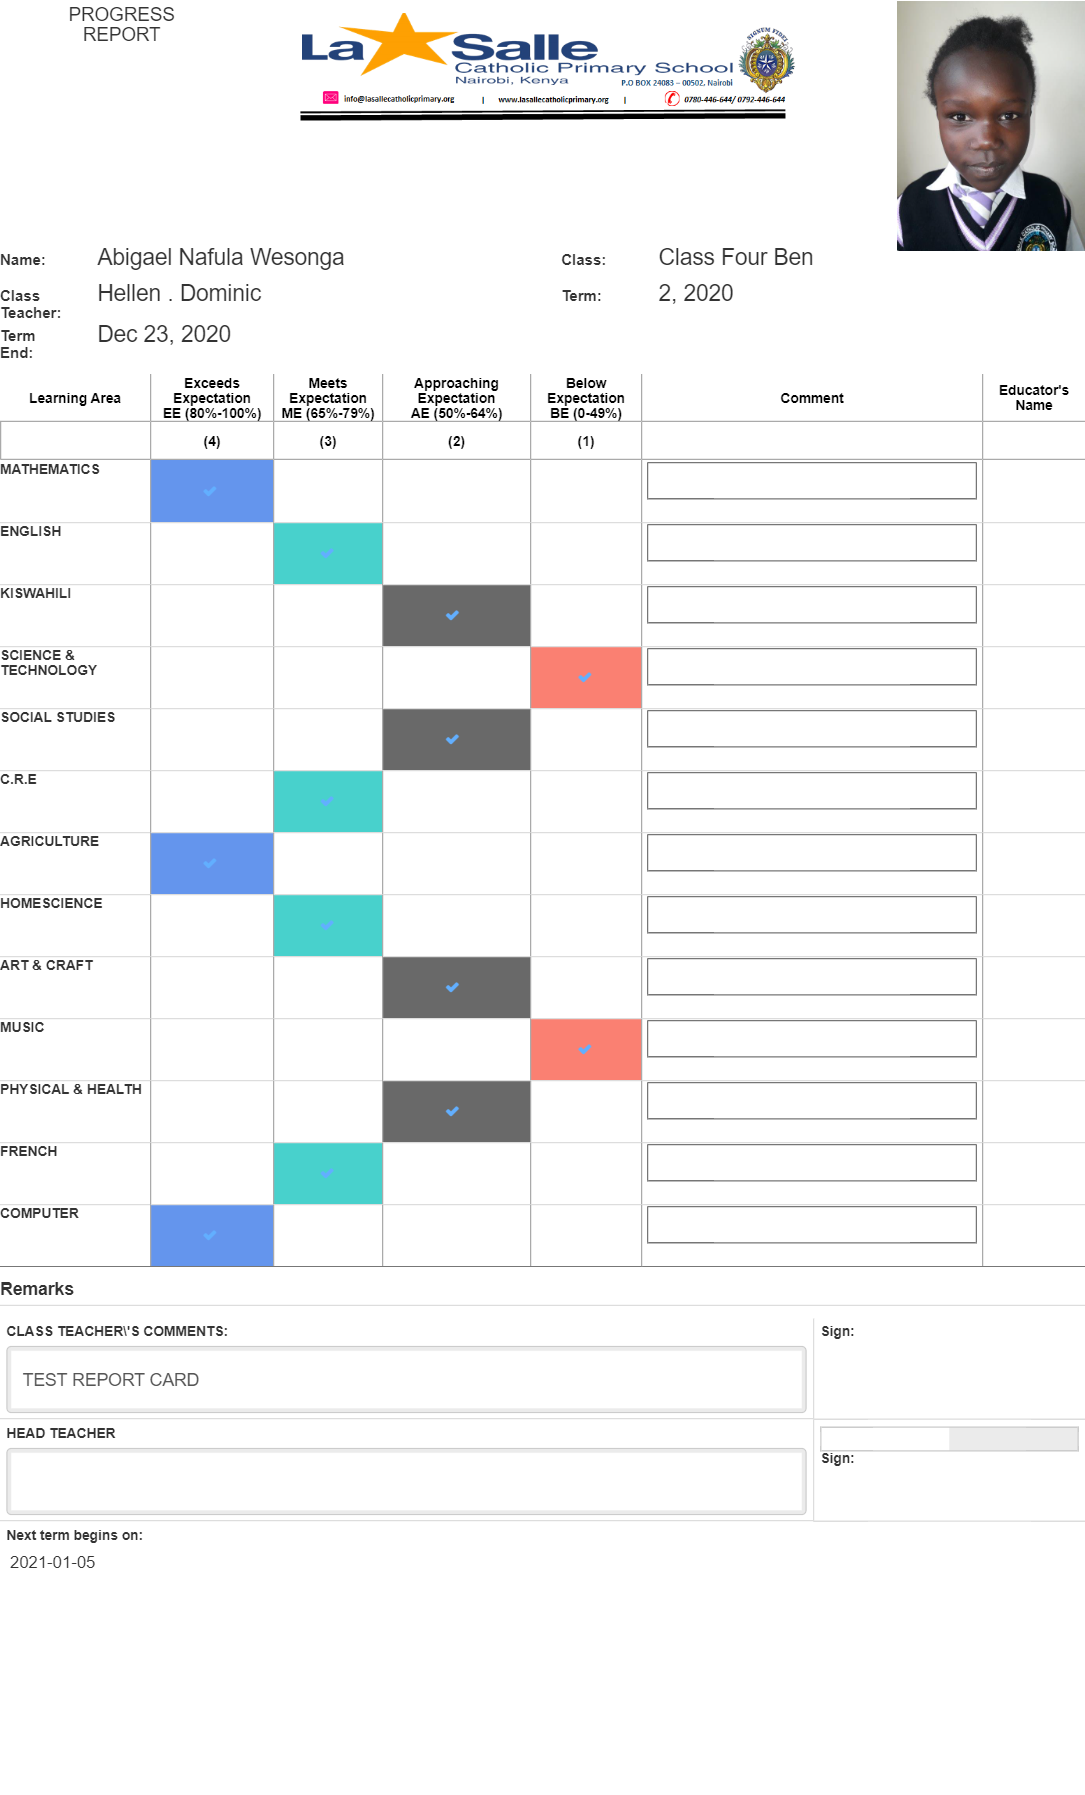 PROGRESS
REPORT
La Salle
Catholic Primary School
Nairobi, Kenya
P.O BOX 24083 – 00502. Nairobi
info@lasallecatholicprimary.org | www.lasallecatholicprimary.org | 0780-446-644/ 0792-446-644
SIGNUM FIDEI
Name: Abigael Nafula Wesonga Class: Class Four Ben
Class Teacher: Hellen . Dominic Term: 2, 2020
Term End: Dec 23, 2020
Learning Area Exceeds Expectation EE (80%-100%) Meets Expectation ME (65%-79%) Approaching Expectation AE (50%-64%) Below Expectation BE (0-49%) Comment Educator's Name
(4) (3) (2) (1)
MATHEMATICS
ENGLISH
KISWAHILI
SCIENCE &
TECHNOLOGY
SOCIAL STUDIES
C.R.E
AGRICULTURE
HOMESCIENCE
ART & CRAFT
MUSIC
PHYSICAL & HEALTH
FRENCH
COMPUTER
Remarks
CLASS TEACHER\'S COMMENTS: Sign:
TEST REPORT CARD
HEAD TEACHER
Sign:
Next term begins on:
2021-01-05